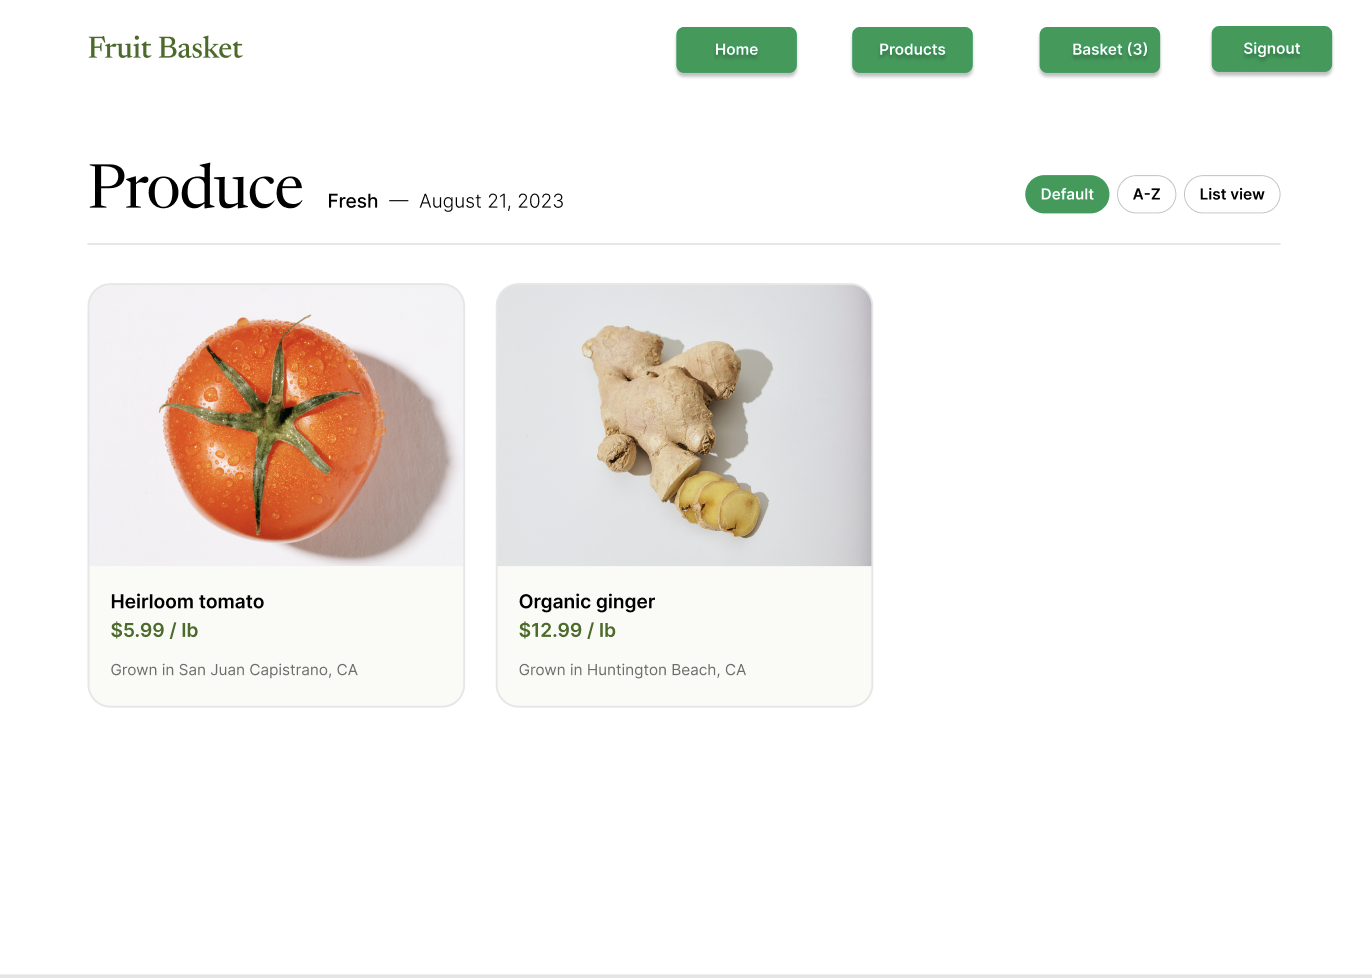 Fruit Basket
Home
Products
Basket (3)
Signout
Produce
Fresh — August 21, 2023
Default
A-Z
List view
Heirloom tomato
$5.99 / lb
Grown in San Juan Capistrano, CA
Organic ginger
$12.99 / lb
Grown in Huntington Beach, CA